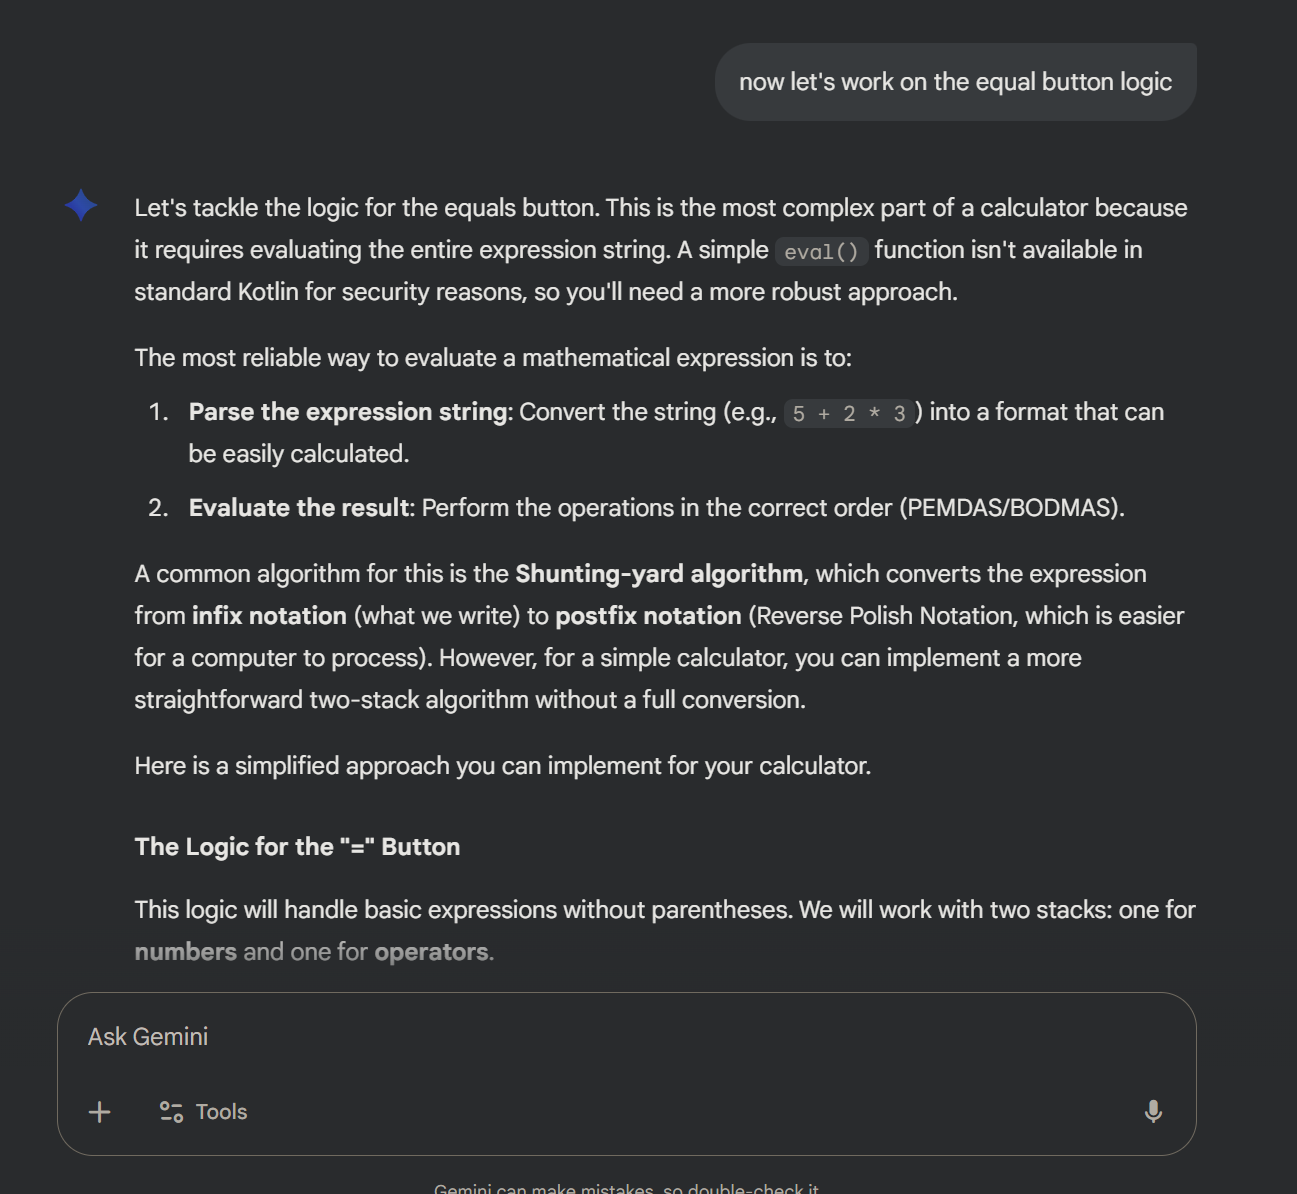 now let's work on the equal button logic
Let's tackle the logic for the equals button. This is the most complex part of a calculator because
it requires evaluating the entire expression string. A simple eval() function isn't available in
standard Kotlin for security reasons, so you'll need a more robust approach.
The most reliable way to evaluate a mathematical expression is to:
1. Parse the expression string: Convert the string (e.g., 5 + 2 * 3 ) into a format that can
be easily calculated.
2. Evaluate the result: Perform the operations in the correct order (PEMDAS/BODMAS).
A common algorithm for this is the Shunting-yard algorithm, which converts the expression
from infix notation (what we write) to postfix notation (Reverse Polish Notation, which is easier
for a computer to process). However, for a simple calculator, you can implement a more
straightforward two-stack algorithm without a full conversion.
Here is a simplified approach you can implement for your calculator.
The Logic for the "=" Button
This logic will handle basic expressions without parentheses. We will work with two stacks: one for
numbers and one for operators.
Ask Gemini
Tools
Gemini can make mistakes, so double-check it